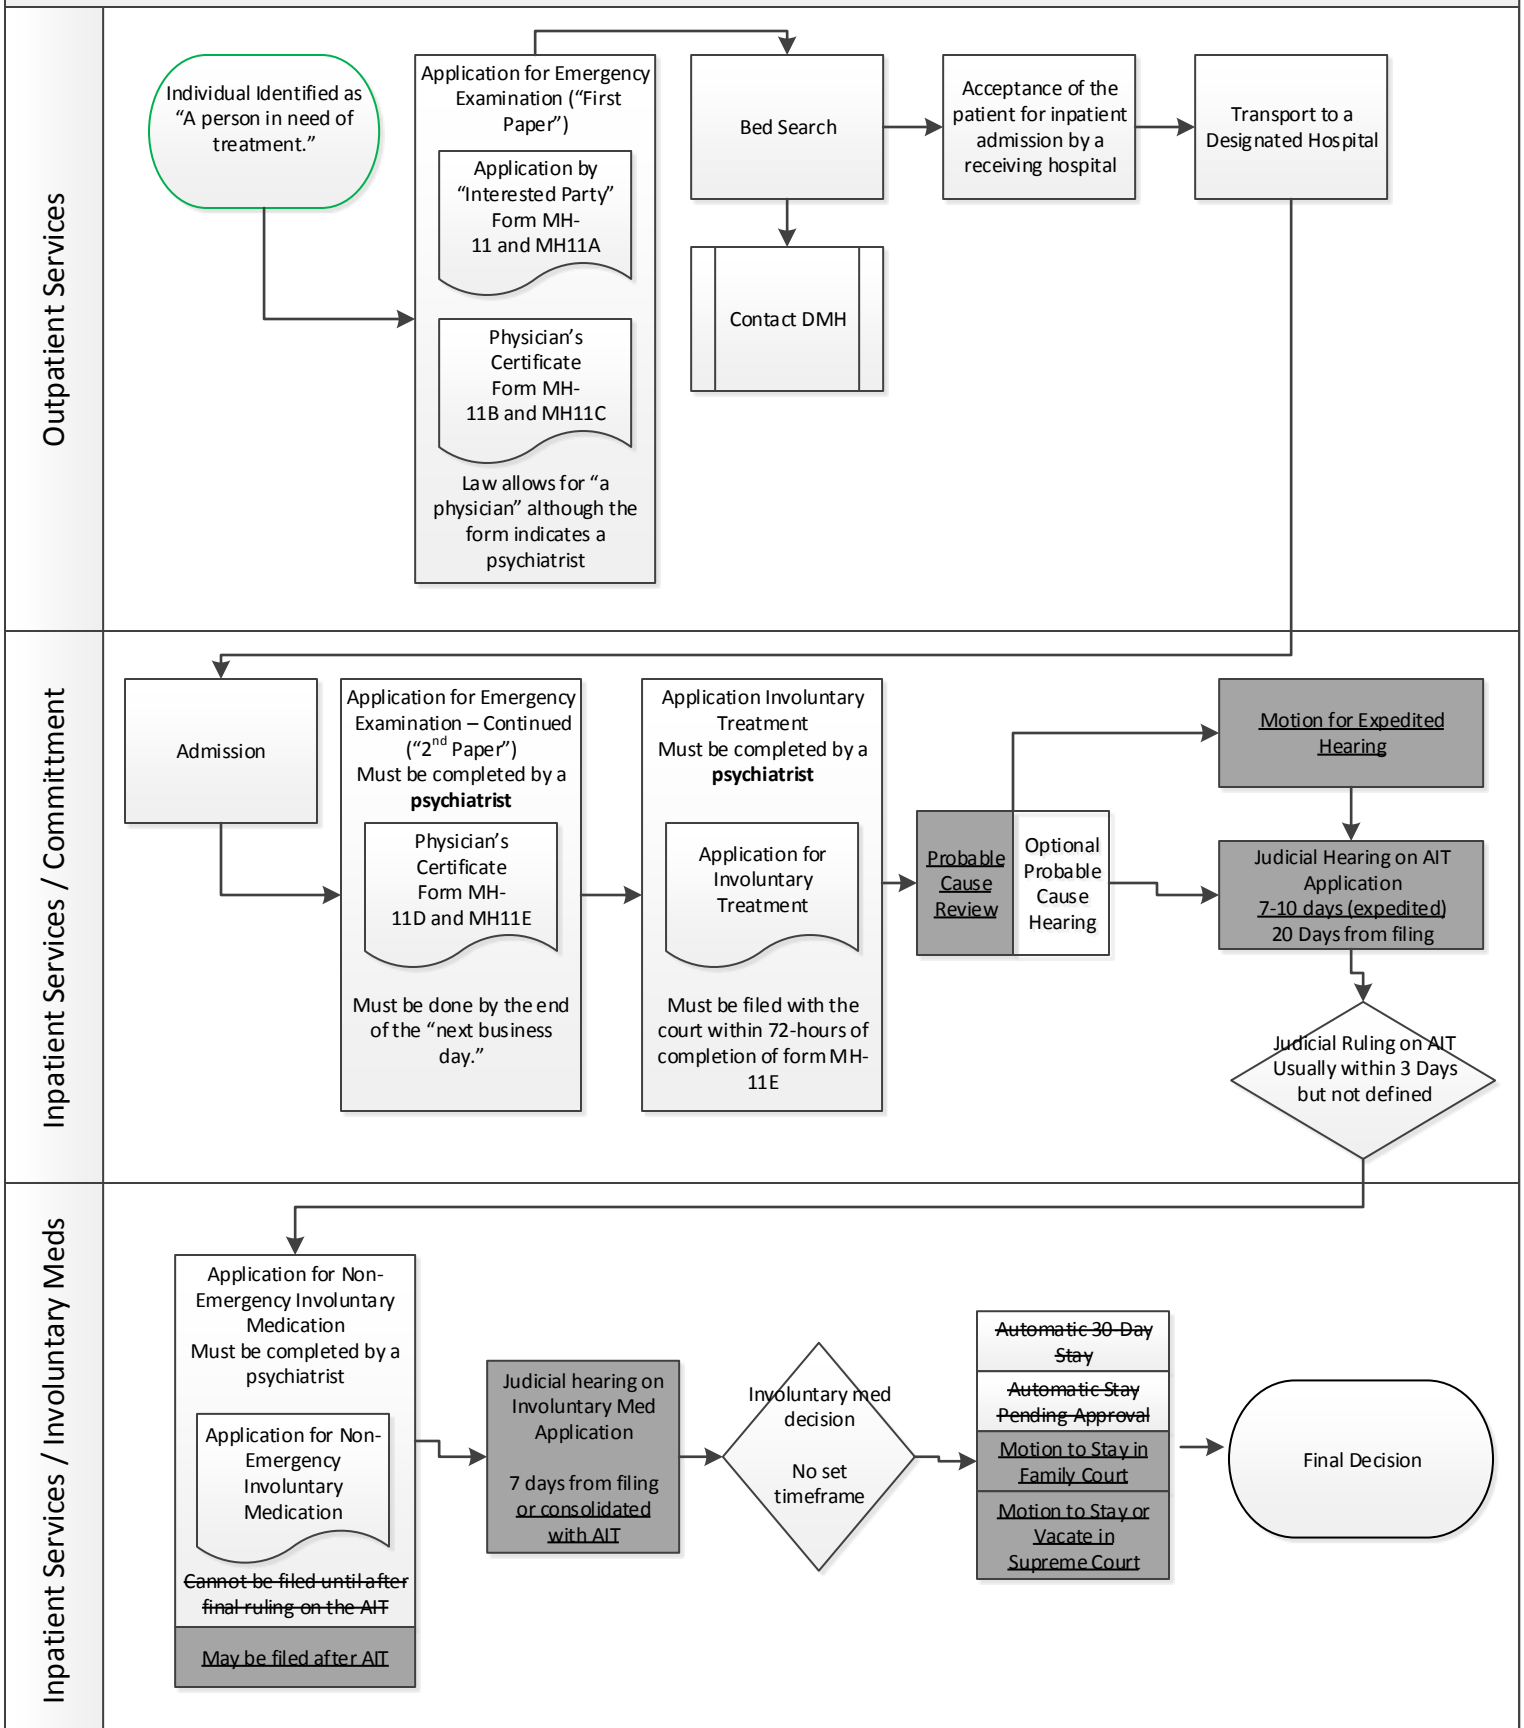 Outpatient Services
Individual Identified as
“A person in need of
treatment.”
Application for Emergency
Examination (“First
Paper”)
Application by
“Interested Party”
Form MH-
11 and MH11A
Physician’s
Certificate
Form MH-
11B and MH11C
Law allows for “a
physician” although the
form indicates a
psychiatrist
Bed Search
Contact DMH
Acceptance of the
patient for inpatient
admission by a
receiving hospital
Transport to a
Designated Hospital
Inpatient Services / Committment
Admission
Application for Emergency
Examination – Continued
(“2nd Paper”)
Must be completed by a
psychiatrist
Physician’s
Certificate
Form MH-
11D and MH11E
Must be done by the end
of the “next business
day.”
Application Involuntary
Treatment
Must be completed by a
psychiatrist
Application for
Involuntary
Treatment
Must be filed with the
court within 72-hours of
completion of form MH-
11E
Probable
Cause
Review
Optional
Probable
Cause
Hearing
Motion for Expedited
Hearing
Judicial Hearing on AIT
Application
7-10 days (expedited)
20 Days from filing
Judicial Ruling on AIT
Usually within 3 Days
but not defined
Inpatient Services / Involuntary Meds
Application for Non-
Emergency Involuntary
Medication
Must be completed by a
psychiatrist
Application for Non-
Emergency
Involuntary
Medication
Cannot be filed until after
final ruling on the AIT
May be filed after AIT
Judicial hearing on
Involuntary Med
Application
7 days from filing
or consolidated
with AIT
Involuntary med
decision
No set
timeframe
Automatic 30-Day
Stay
Automatic Stay
Pending Approval
Motion to Stay in
Family Court
Motion to Stay or
Vacate in
Supreme Court
Final Decision